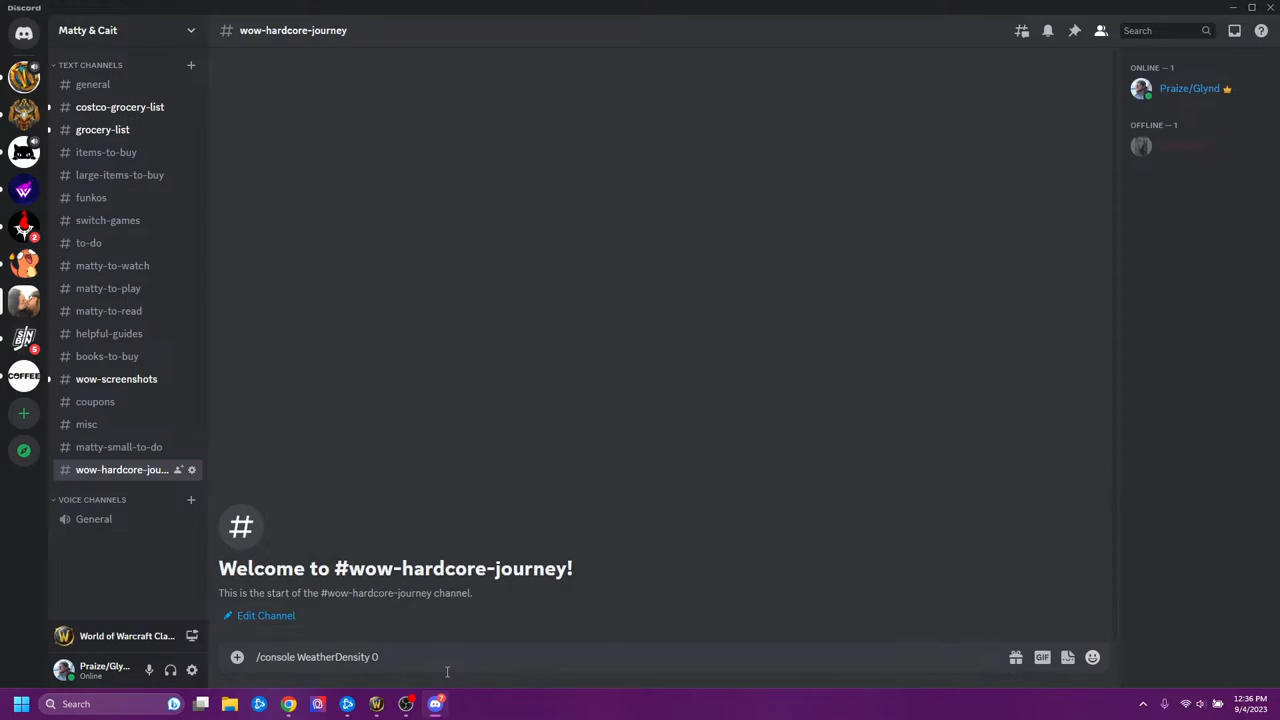 Discord
Matty & Cait
wow-hardcore-journey
Search
TEXT CHANNELS
general
costco-grocery-list
grocery-list
items-to-buy
large-items-to-buy
funkos
switch-games
to-do
matty-to-watch
matty-to-play
matty-to-read
helpful-guides
books-to-buy
wow-screenshots
coupons
misc
matty-small-to-do
wow-hardcore-jou...
VOICE CHANNELS
General
2
5
COFFEE
World of Warcraft Cla...
Praize/Gly...
Online
Welcome to #wow-hardcore-journey!
This is the start of the #wow-hardcore-journey channel.
Edit Channel
/console WeatherDensity 0
GIF
ONLINE — 1
Praize/Glynd
OFFLINE — 1
Search
12:36 PM
9/4/2023